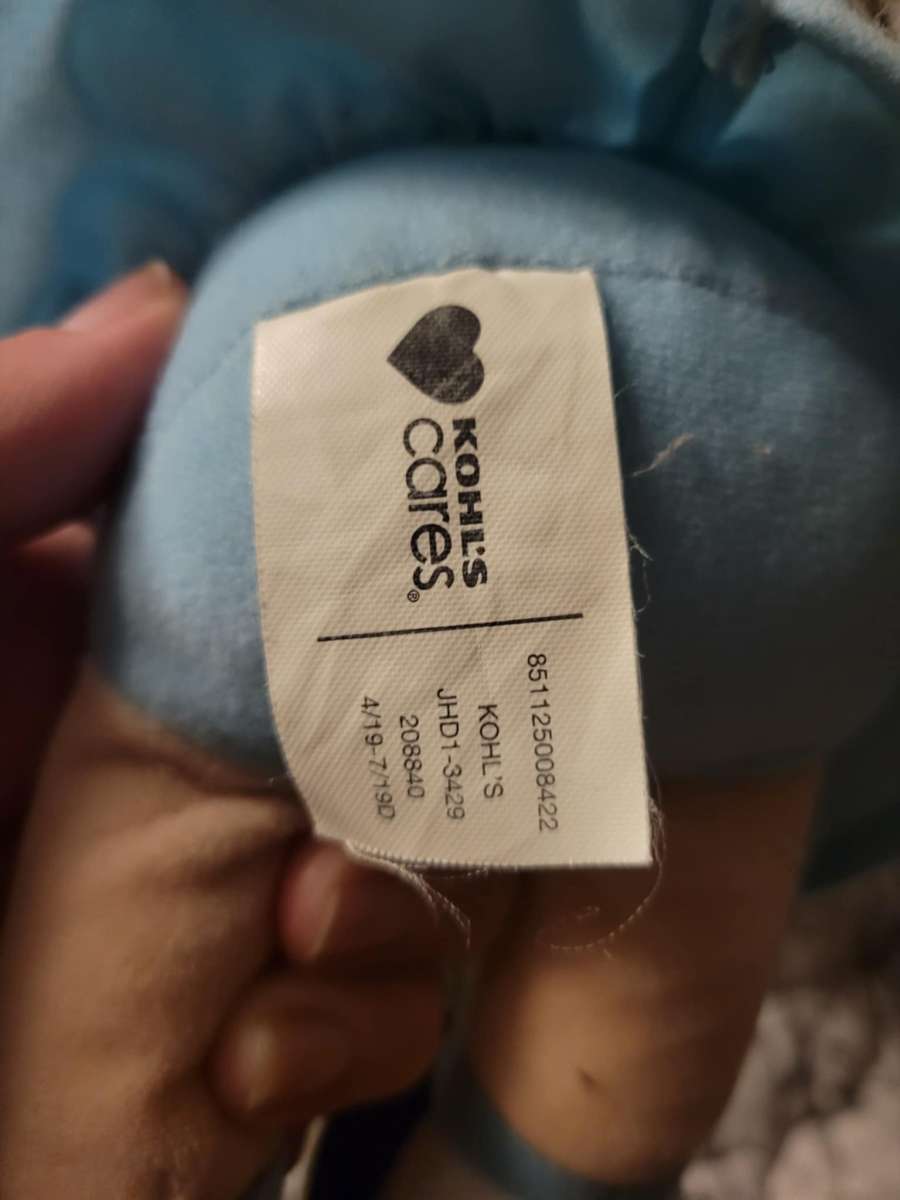 KOHL'S
cares®
851125008422
KOHL'S
JHD1-3429
208840
4/19-7/19D